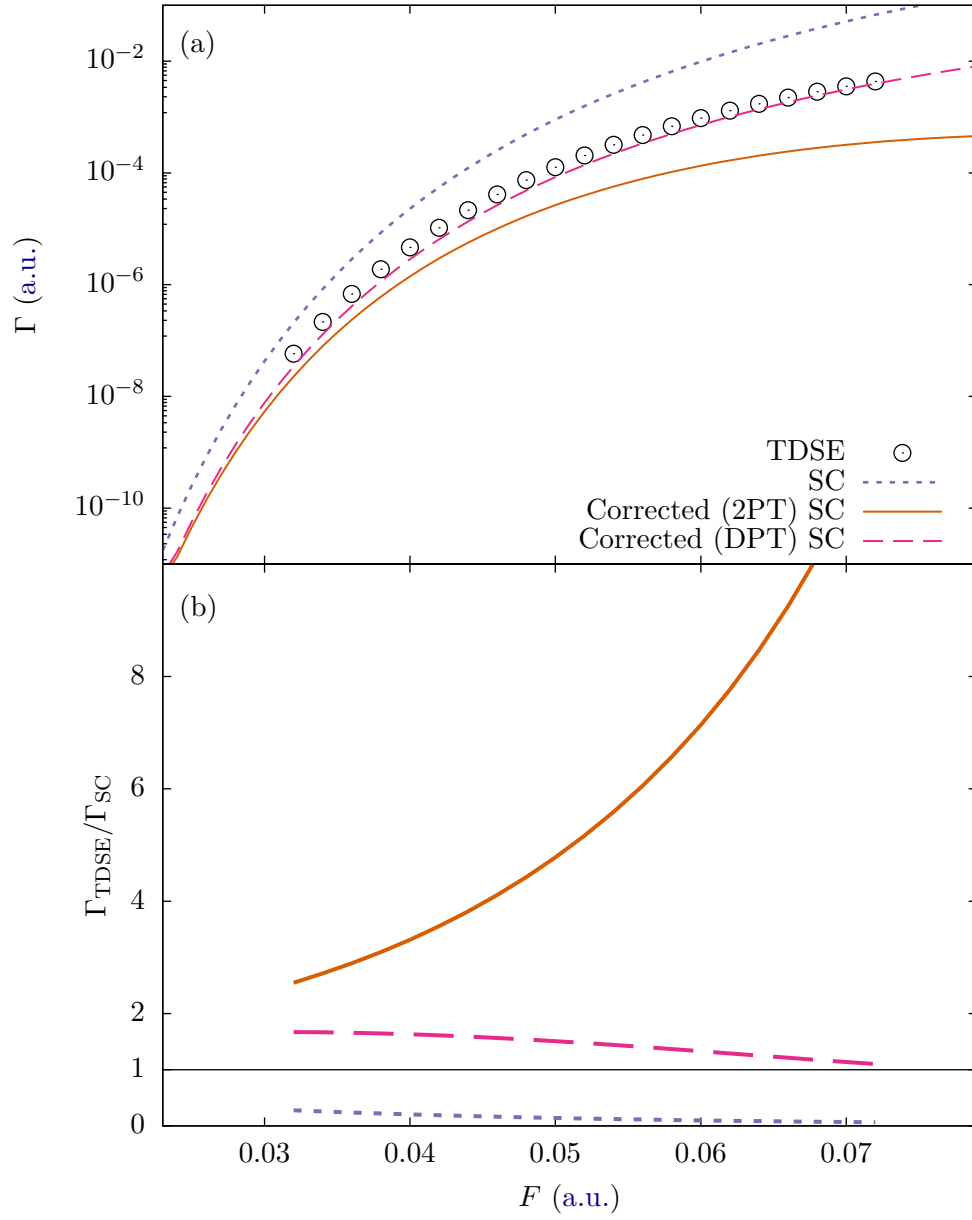 (a)
10⁻²
10⁻⁴
10⁻⁶
10⁻⁸
10⁻¹⁰
Γ (a.u.)
TDSE
SC
Corrected (2PT) SC
Corrected (DPT) SC
(b)
8
6
4
2
1
0
Γ_TDSE/Γ_SC
0.03 0.04 0.05 0.06 0.07
F (a.u.)